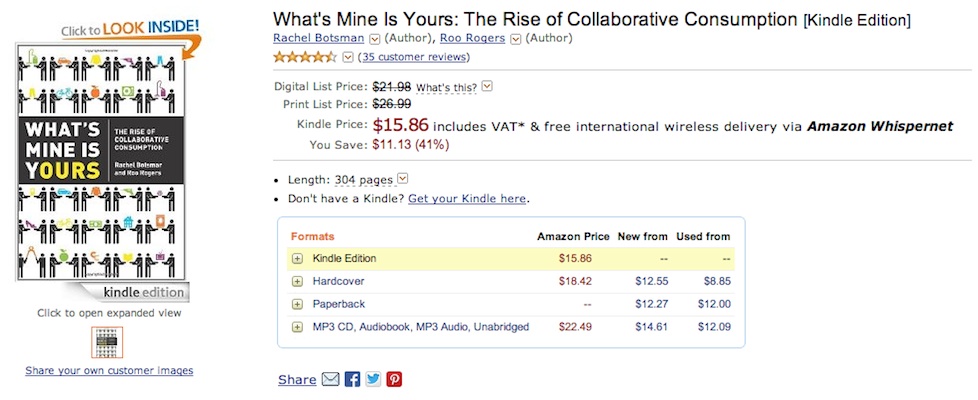 Click to LOOK INSIDE!
WHAT'S
MINE IS
YOURS
THE RISE OF
COLLABORATIVE
CONSUMPTION
Rachel Botsman
and Roo Rogers
kindle edition
Click to open expanded view
Share your own customer images
What's Mine Is Yours: The Rise of Collaborative Consumption [Kindle Edition]
Rachel Botsman (Author), Roo Rogers (Author)
(35 customer reviews)
Digital List Price: $21.98 What's this?
Print List Price: $26.99
Kindle Price: $15.86 includes VAT* & free international wireless delivery via Amazon Whispernet
You Save: $11.13 (41%)
• Length: 304 pages
• Don't have a Kindle? Get your Kindle here.
Formats Amazon Price New from Used from
Kindle Edition $15.86 -- --
Hardcover $18.42 $12.55 $8.85
Paperback -- $12.27 $12.00
MP3 CD, Audiobook, MP3 Audio, Unabridged $22.49 $14.61 $12.09
Share